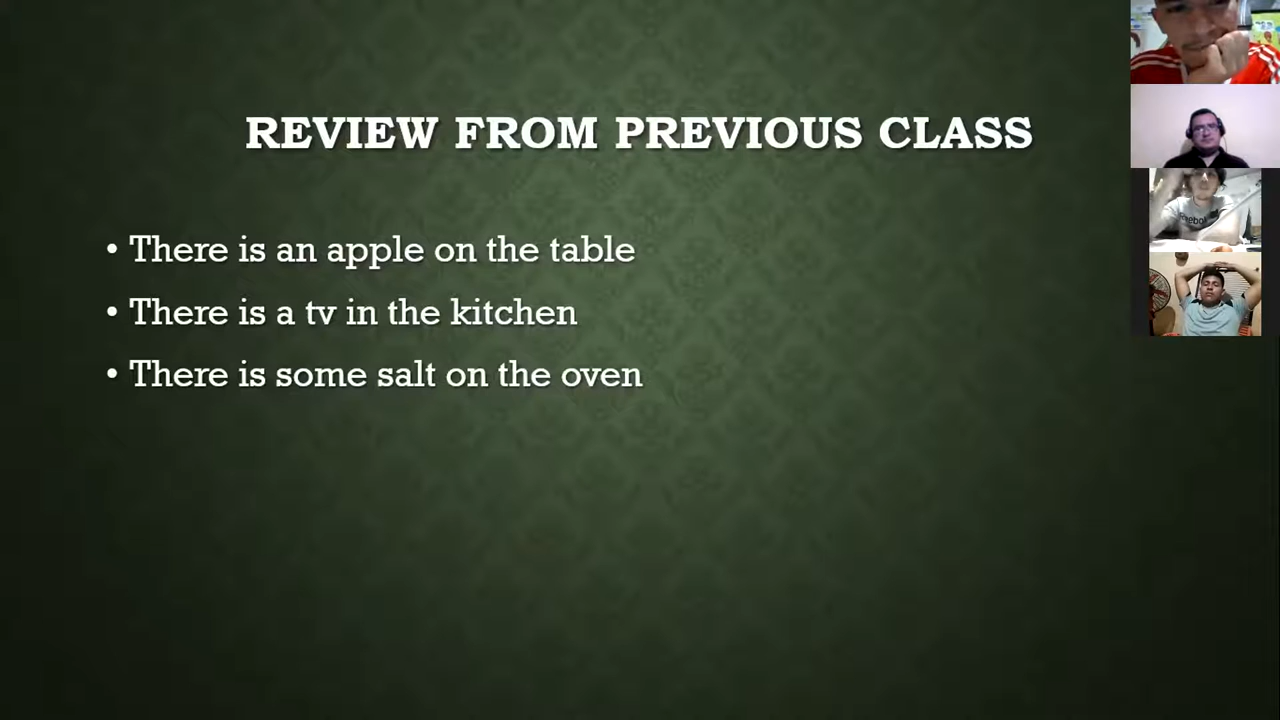 REVIEW FROM PREVIOUS CLASS
• There is an apple on the table
• There is a tv in the kitchen
• There is some salt on the oven
Reebok